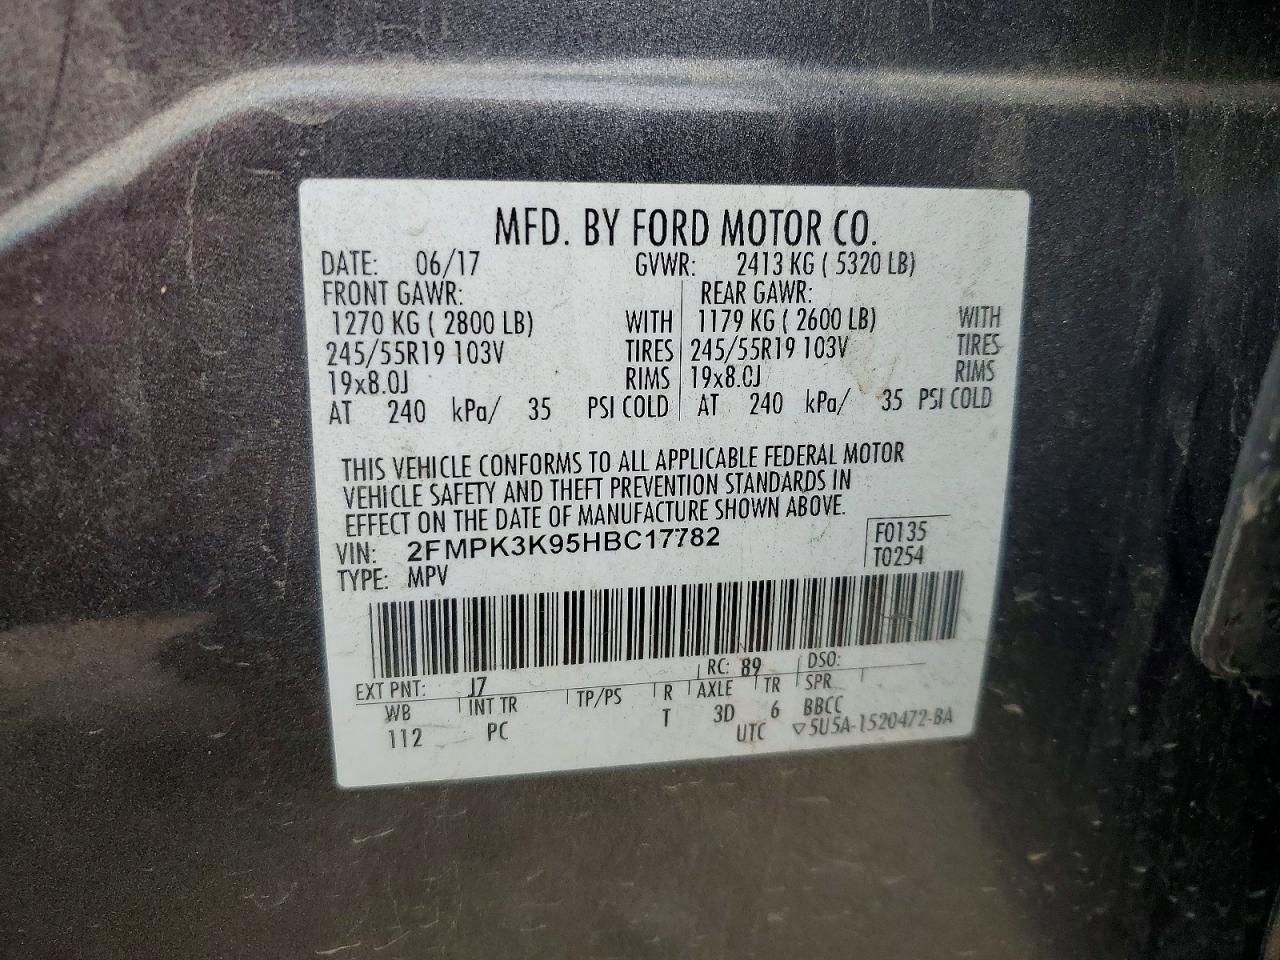 MFD. BY FORD MOTOR CO.
DATE: 06/17 GVWR: 2413 KG ( 5320 LB)
FRONT GAWR: REAR GAWR:
1270 KG ( 2800 LB) WITH 1179 KG ( 2600 LB) WITH
245/55R19 103V TIRES 245/55R19 103V TIRES
19x8.0J RIMS 19x8.0J RIMS
AT 240 kPa/ 35 PSI COLD AT 240 kPa/ 35 PSI COLD
THIS VEHICLE CONFORMS TO ALL APPLICABLE FEDERAL MOTOR
VEHICLE SAFETY AND THEFT PREVENTION STANDARDS IN
EFFECT ON THE DATE OF MANUFACTURE SHOWN ABOVE.
VIN: 2FMPK3K95HBC17782 F0135
TYPE: MPV T0254
EXT PNT: J7 RC: 89 DSO:
WB INT TR TP/PS R AXLE TR SPR
112 PC T 3D 6 BBCC
UTC ▽5U5A-1520472-BA